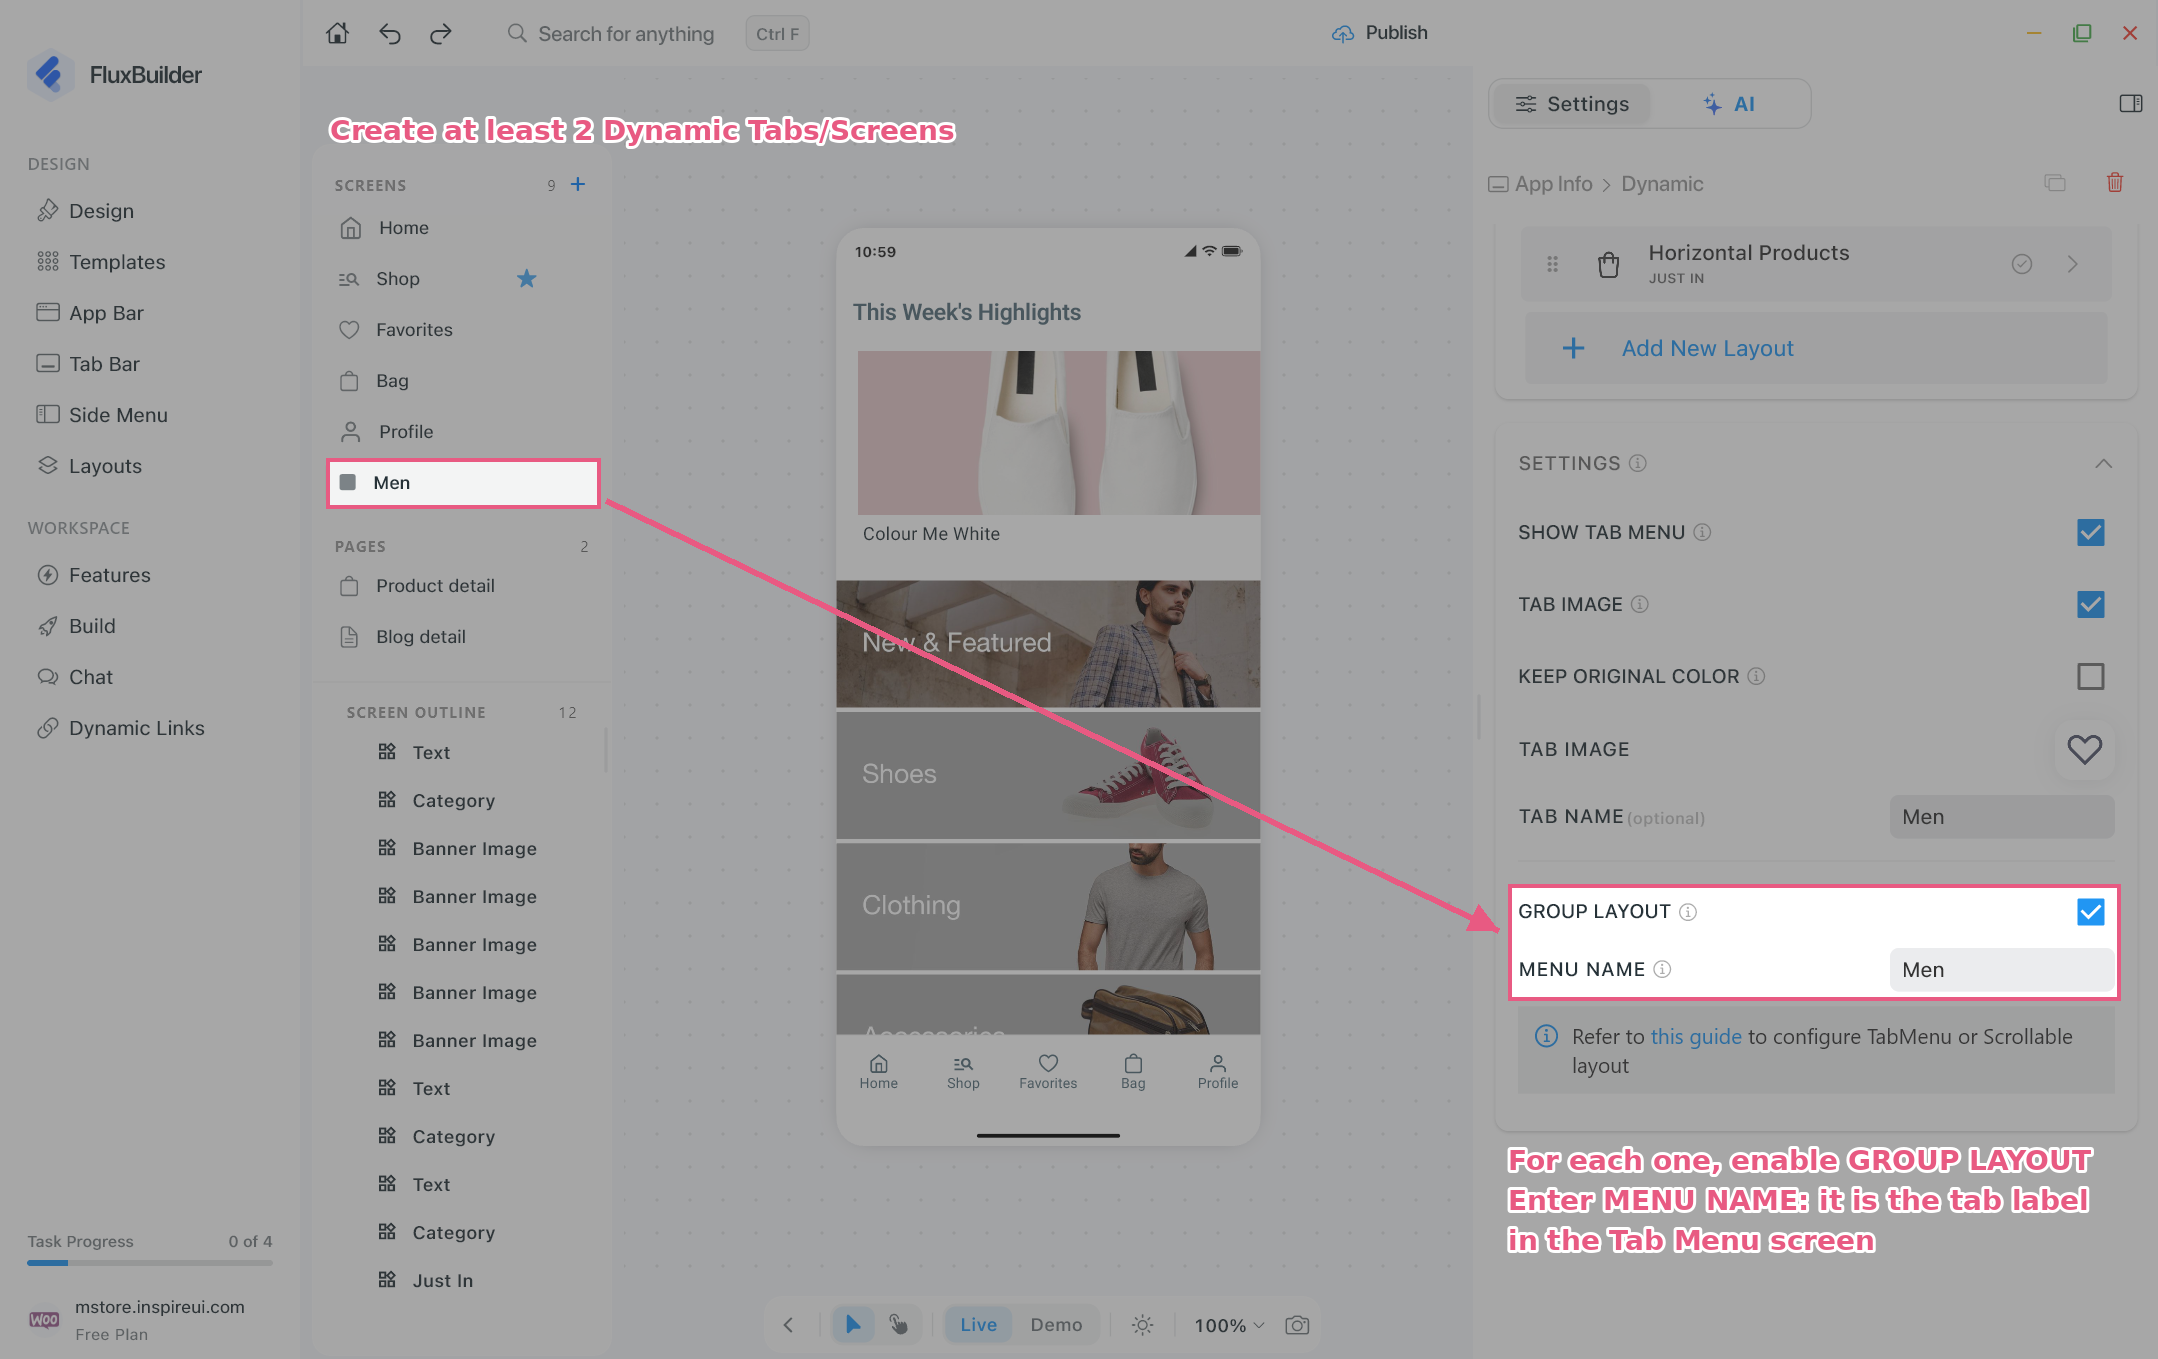 Search for anything
Ctrl F
Publish
FluxBuilder
Settings
AI
Create at least 2 Dynamic Tabs/Screens
DESIGN
Design
Templates
App Bar
Tab Bar
Side Menu
Layouts
WORKSPACE
Features
Build
Chat
Dynamic Links
Task Progress
0 of 4
WOO
mstore.inspireui.com
Free Plan
SCREENS
9
Home
Shop
Favorites
Bag
Profile
Men
PAGES
2
Product detail
Blog detail
SCREEN OUTLINE
12
Text
Category
Banner Image
Banner Image
Banner Image
Banner Image
Banner Image
Text
Category
Text
Category
Just In
10:59
This Week's Highlights
Colour Me White
New & Featured
Shoes
Clothing
Accessories
Home
Shop
Favorites
Bag
Profile
Live
Demo
100%
App Info > Dynamic
Horizontal Products
JUST IN
Add New Layout
SETTINGS
SHOW TAB MENU
TAB IMAGE
KEEP ORIGINAL COLOR
TAB IMAGE
TAB NAME (optional)
Men
GROUP LAYOUT
MENU NAME
Men
Refer to this guide to configure TabMenu or Scrollable
layout
For each one, enable GROUP LAYOUT
Enter MENU NAME: it is the tab label
in the Tab Menu screen